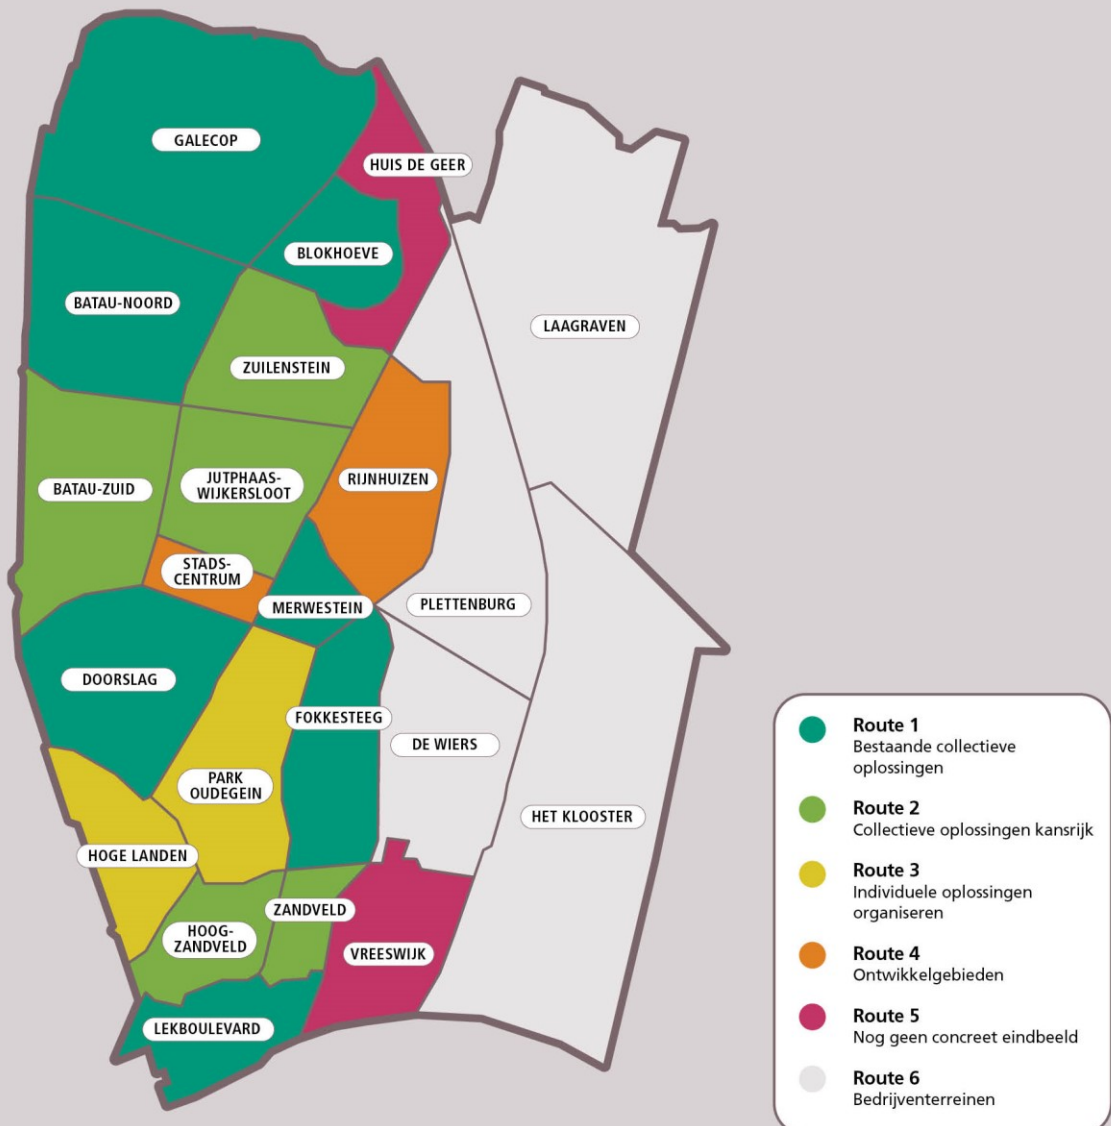 GALECOP
HUIS DE GEER
BLOKHOEVE
BATAU-NOORD
LAAGRAVEN
ZUILENSTEIN
JUTPHAAS-
WIJKERSLOOT
RIJNHUIZEN
BATAU-ZUID
STADS-
CENTRUM
MERWESTEIN
PLETTENBURG
DOORSLAG
FOKKESTEEG
DE WIERS
PARK
OUDEGEIN
HET KLOOSTER
HOGE LANDEN
ZANDVELD
HOOG-
ZANDVELD
VREESWIJK
LEKBOULEVARD
Route 1
Bestaande collectieve
oplossingen
Route 2
Collectieve oplossingen kansrijk
Route 3
Individuele oplossingen
organiseren
Route 4
Ontwikkelgebieden
Route 5
Nog geen concreet eindbeeld
Route 6
Bedrijventerreinen